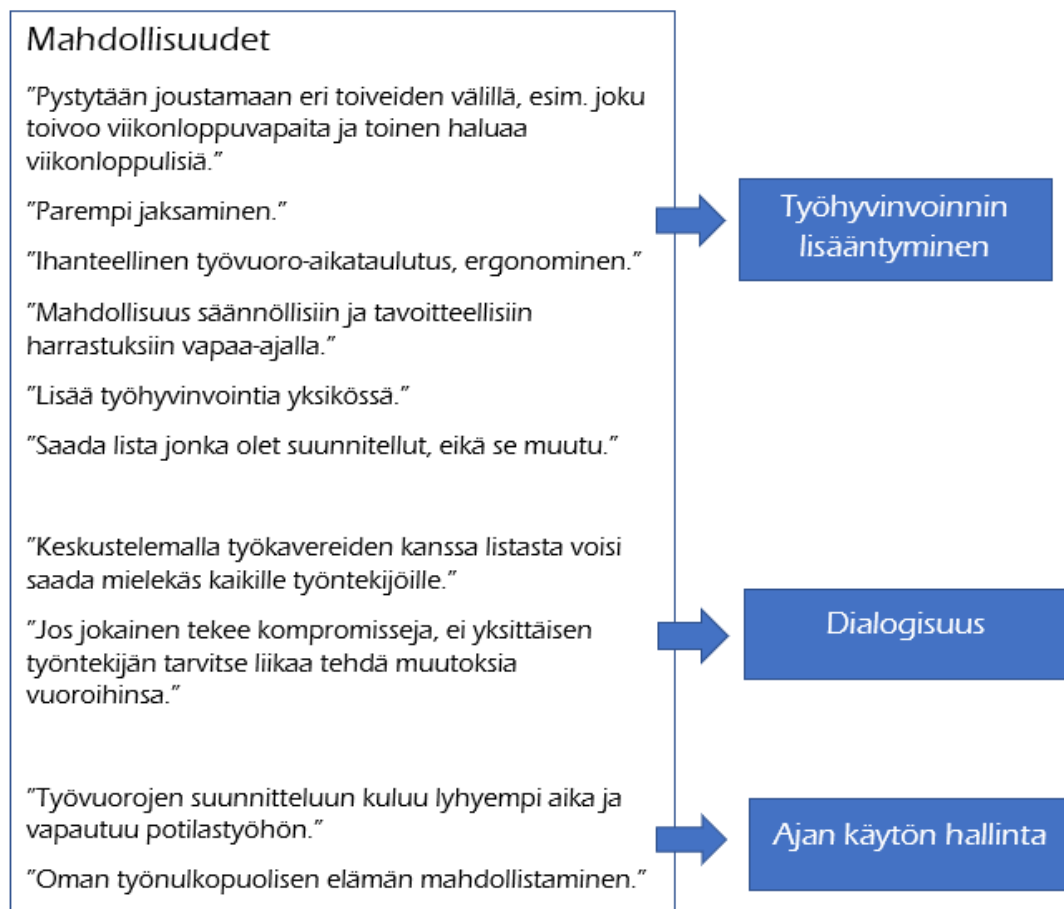 Mahdollisuudet
”Pystytään joustamaan eri toiveiden välillä, esim. joku
toivoo viikonloppuvapaita ja toinen haluaa
viikonloppulisiä.”
”Parempi jaksaminen.”
”Ihanteellinen työvuoro-aikataulutus, ergonominen.”
”Mahdollisuus säännöllisiin ja tavoitteellisiin
harrastuksiin vapaa-ajalla.”
”Lisää työhyvinvointia yksikössä.”
”Saada lista jonka olet suunnitellut, eikä se muutu.”
Työhyvinvoinnin
lisääntyminen
”Keskustelemalla työkavereiden kanssa listasta voisi
saada mielekäs kaikille työntekijöille.”
”Jos jokainen tekee kompromisseja, ei yksittäisen
työntekijän tarvitse liikaa tehdä muutoksia
vuoroihinsa.”
Dialogisuus
”Työvuorojen suunnitteluun kuluu lyhyempi aika ja
vapautuu potilastyöhön.”
”Oman työnulkopuolisen elämän mahdollistaminen.”
Ajan käytön hallinta